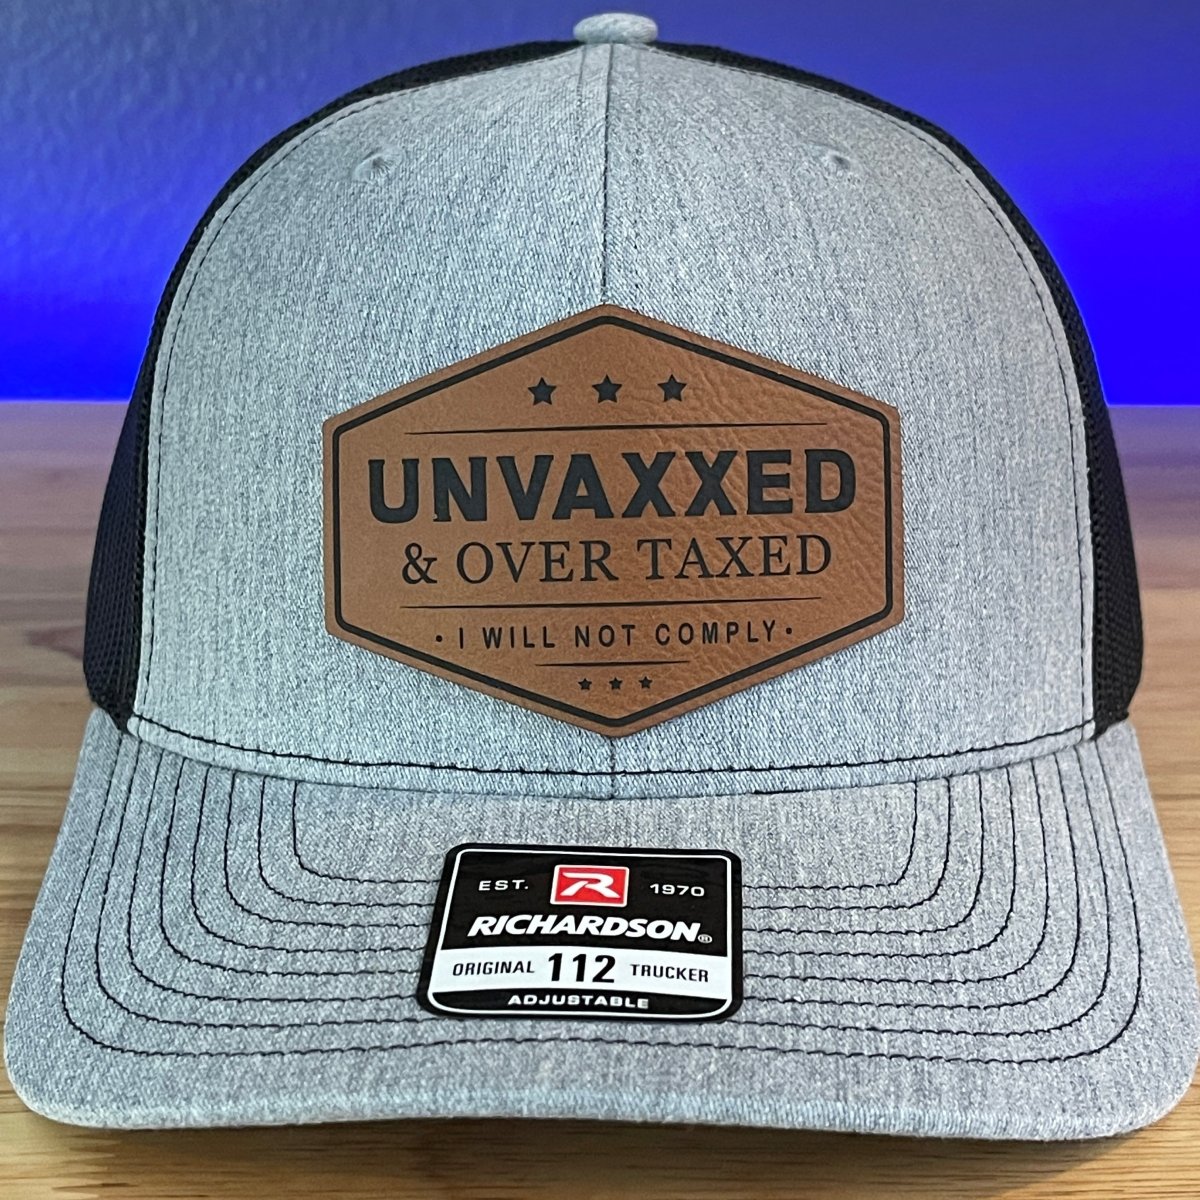 UNVAXXED
& OVER TAXED
• I WILL NOT COMPLY •
EST. R 1970
RICHARDSON®
ORIGINAL 112 TRUCKER
ADJUSTABLE